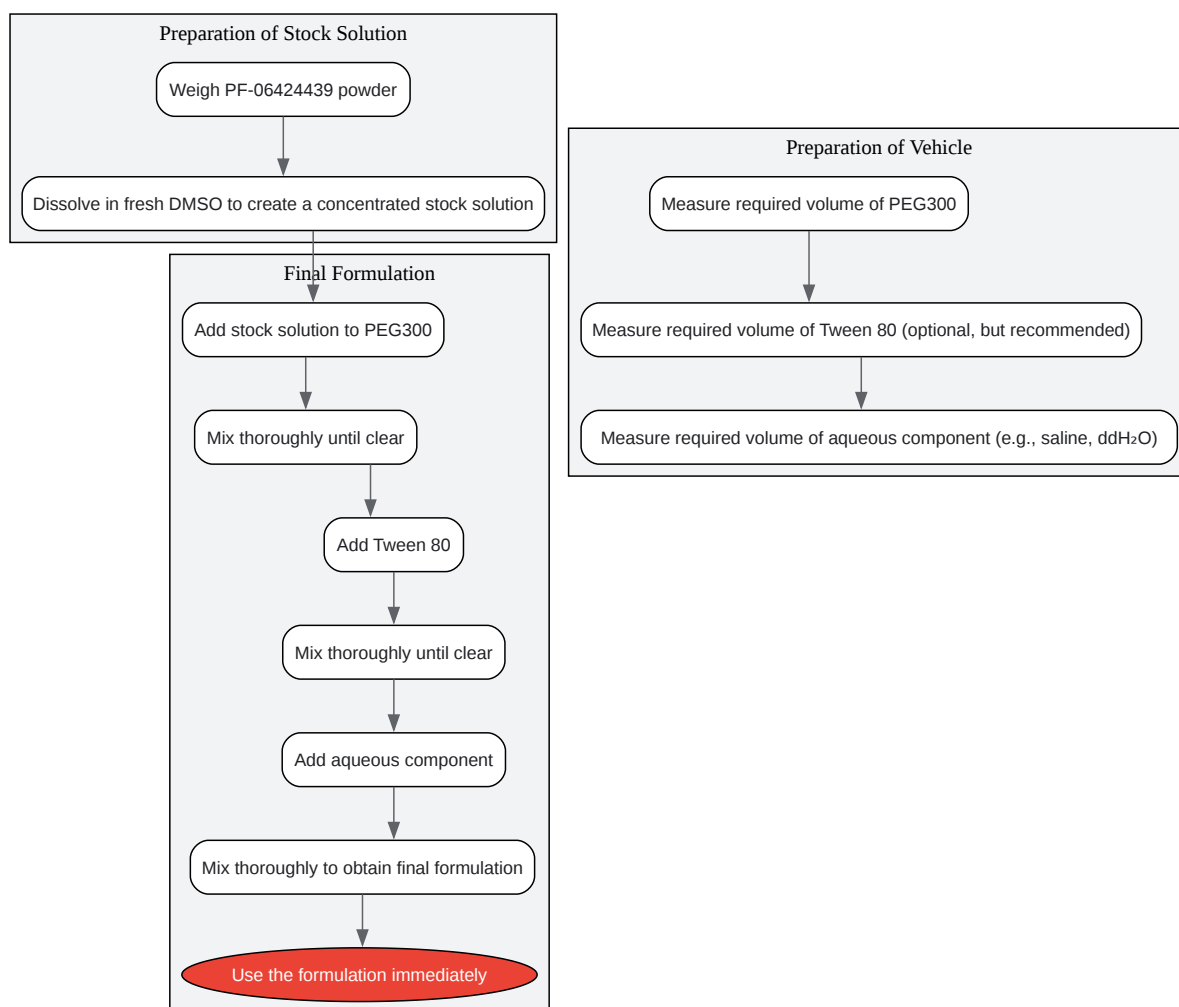 Preparation of Stock Solution
Weigh PF-06424439 powder
Dissolve in fresh DMSO to create a concentrated stock solution
Preparation of Vehicle
Measure required volume of PEG300
Measure required volume of Tween 80 (optional, but recommended)
Measure required volume of aqueous component (e.g., saline, ddH₂O)
Final Formulation
Add stock solution to PEG300
Mix thoroughly until clear
Add Tween 80
Mix thoroughly until clear
Add aqueous component
Mix thoroughly to obtain final formulation
Use the formulation immediately